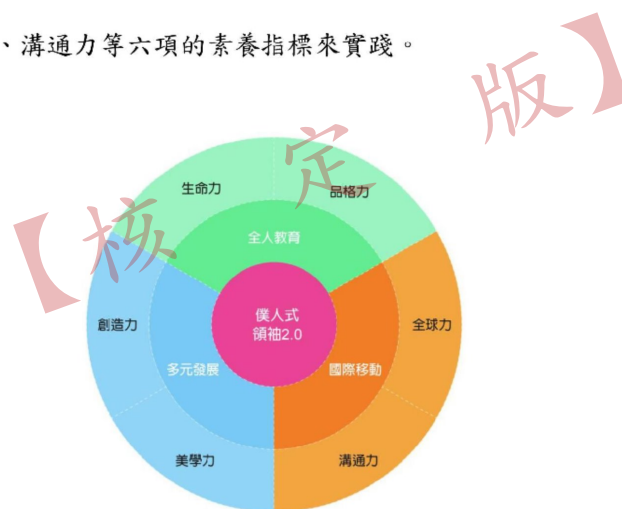 、溝通力等六項的素養指標來實踐。
【核定版】
生命力
品格力
全人教育
僕人式
領袖2.0
創造力
全球力
多元發展
國際移動
美學力
溝通力